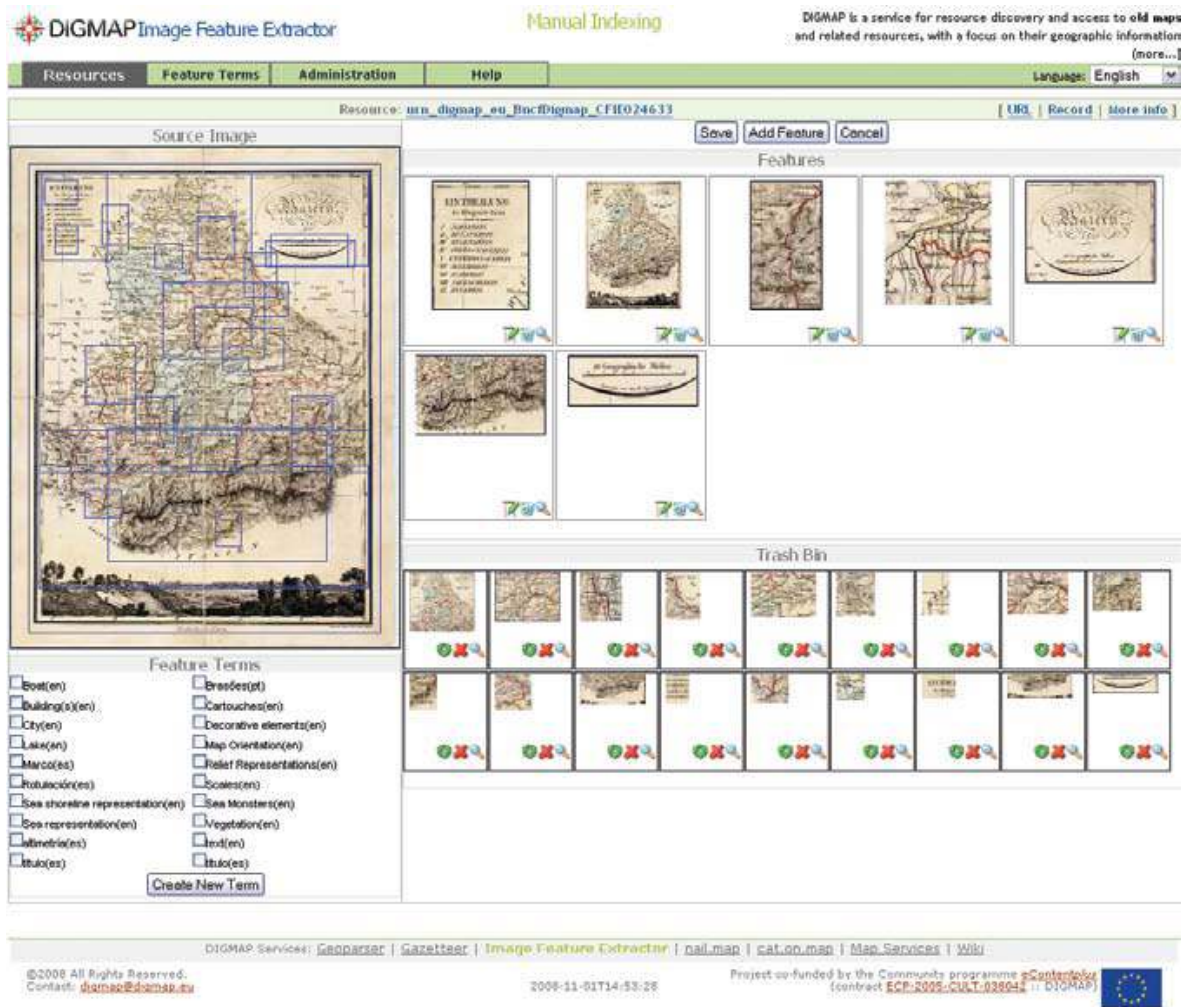 DIGMAP Image Feature Extractor
Manual Indexing
DIGMAP is a service for resource discovery and access to old maps
and related resources, with a focus on their geographic information
(more...)
Resources Feature Terms Administration Help
Language: English
Resource: urn_digmap_eu_BncfDigmap_CFIE024633
[ URL | Record | More info ]
Source Image
Save Add Feature Cancel
Features
EINTHEILUNG
Baiern
Trash Bin
Feature Terms
Boat(en) Brasões(pt)
Building(s)(en) Cartouches(en)
City(en) Decorative elements(en)
Lake(en) Map Orientation(en)
Marco(es) Relief Representations(en)
Rotulación(es) Scales(en)
Sea shoreline representation(en) Sea Monsters(en)
Sea representation(en) Vegetation(en)
altimetría(es) text(en)
título(es) título(es)
Create New Term
DIGMAP Services: Geoparser | Gazetteer | Image Feature Extractor | nail.map | cat.on.map | Map Services | Wiki
©2008 All Rights Reserved.
Contact: digmap@digmap.eu
2008-11-01T14:53:28
Project co-funded by the Community programme eContentplus
(contract ECP-2005-CULT-038042 :: DIGMAP)